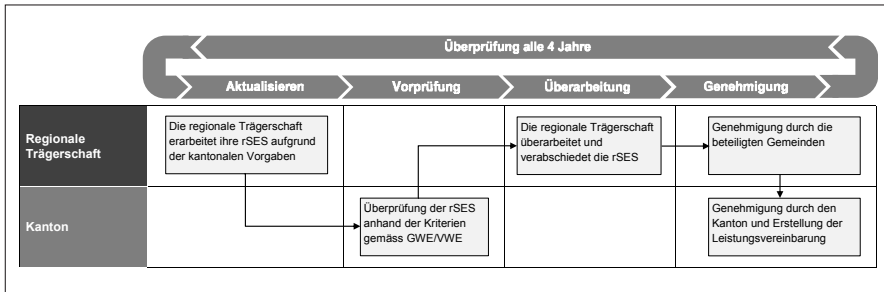 Überprüfung alle 4 Jahre
Aktualisieren
Vorprüfung
Überarbeitung
Genehmigung
Regionale
Trägerschaft
Die regionale Trägerschaft
erarbeitet ihre rSES aufgrund
der kantonalen Vorgaben
Die regionale Trägerschaft
überarbeitet und
verabschiedet die rSES
Genehmigung durch die
beteiligten Gemeinden
Kanton
Überprüfung der rSES
anhand der Kriterien
gemäss GWE/VWE
Genehmigung durch den
Kanton und Erstellung der
Leistungsvereinbarung